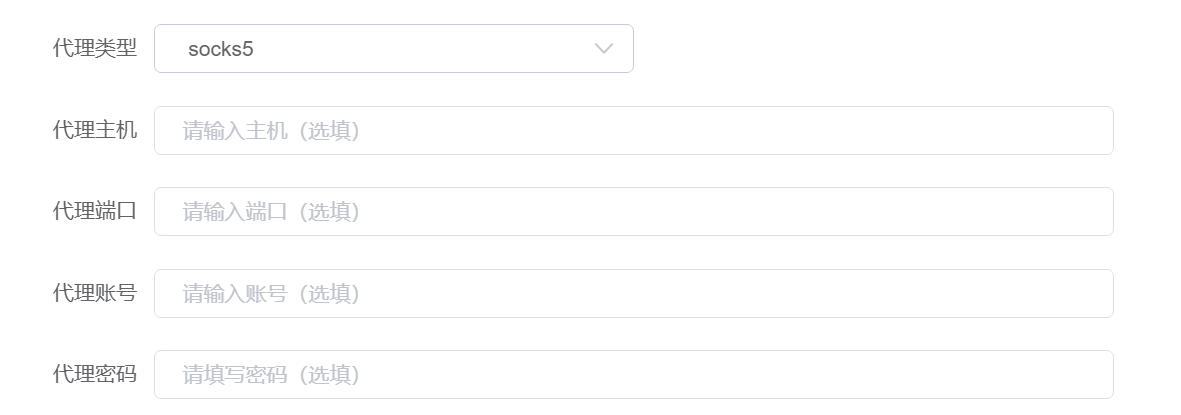 代理类型 socks5
代理主机 请输入主机（选填）
代理端口 请输入端口（选填）
代理账号 请输入账号（选填）
代理密码 请填写密码（选填）